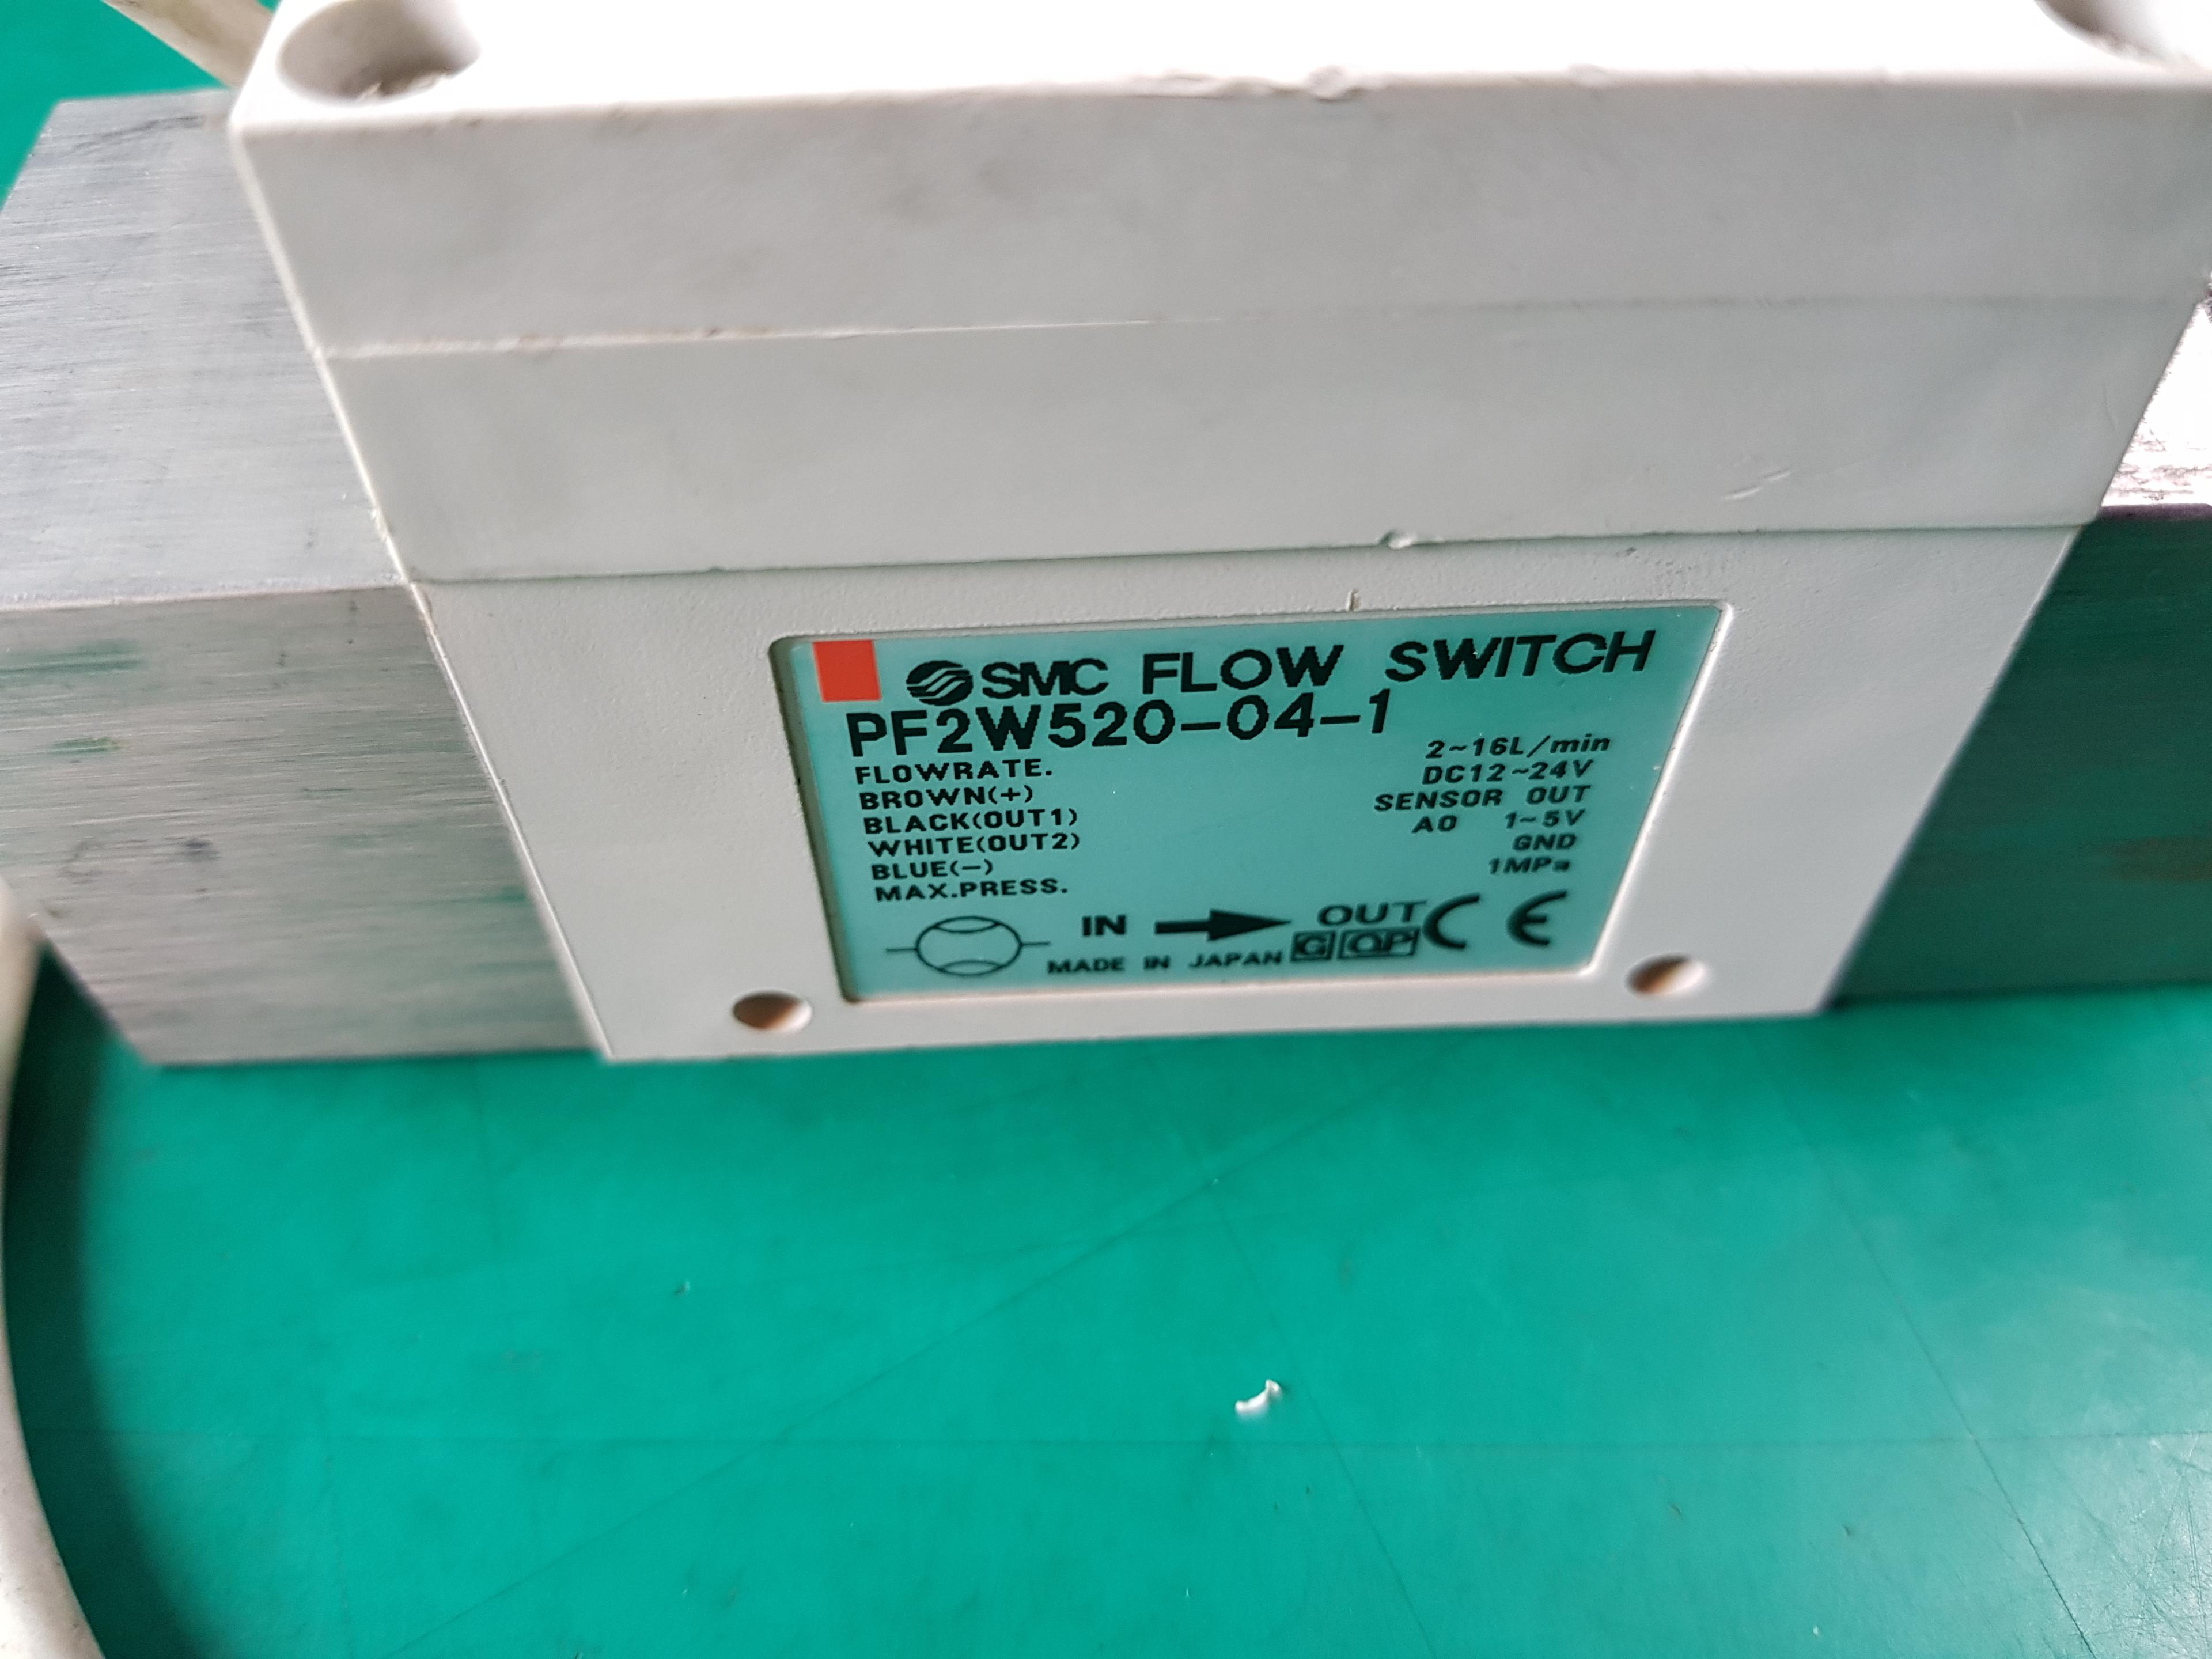 SMC FLOW SWITCH
PF2W520-04-1
FLOWRATE. 2~16L/min
BROWN(+) DC12~24V
BLACK(OUT1) SENSOR OUT
WHITE(OUT2) AO 1~5V
BLUE(-) GND
MAX.PRESS. 1MPa
IN OUT CE
MADE IN JAPAN G QP